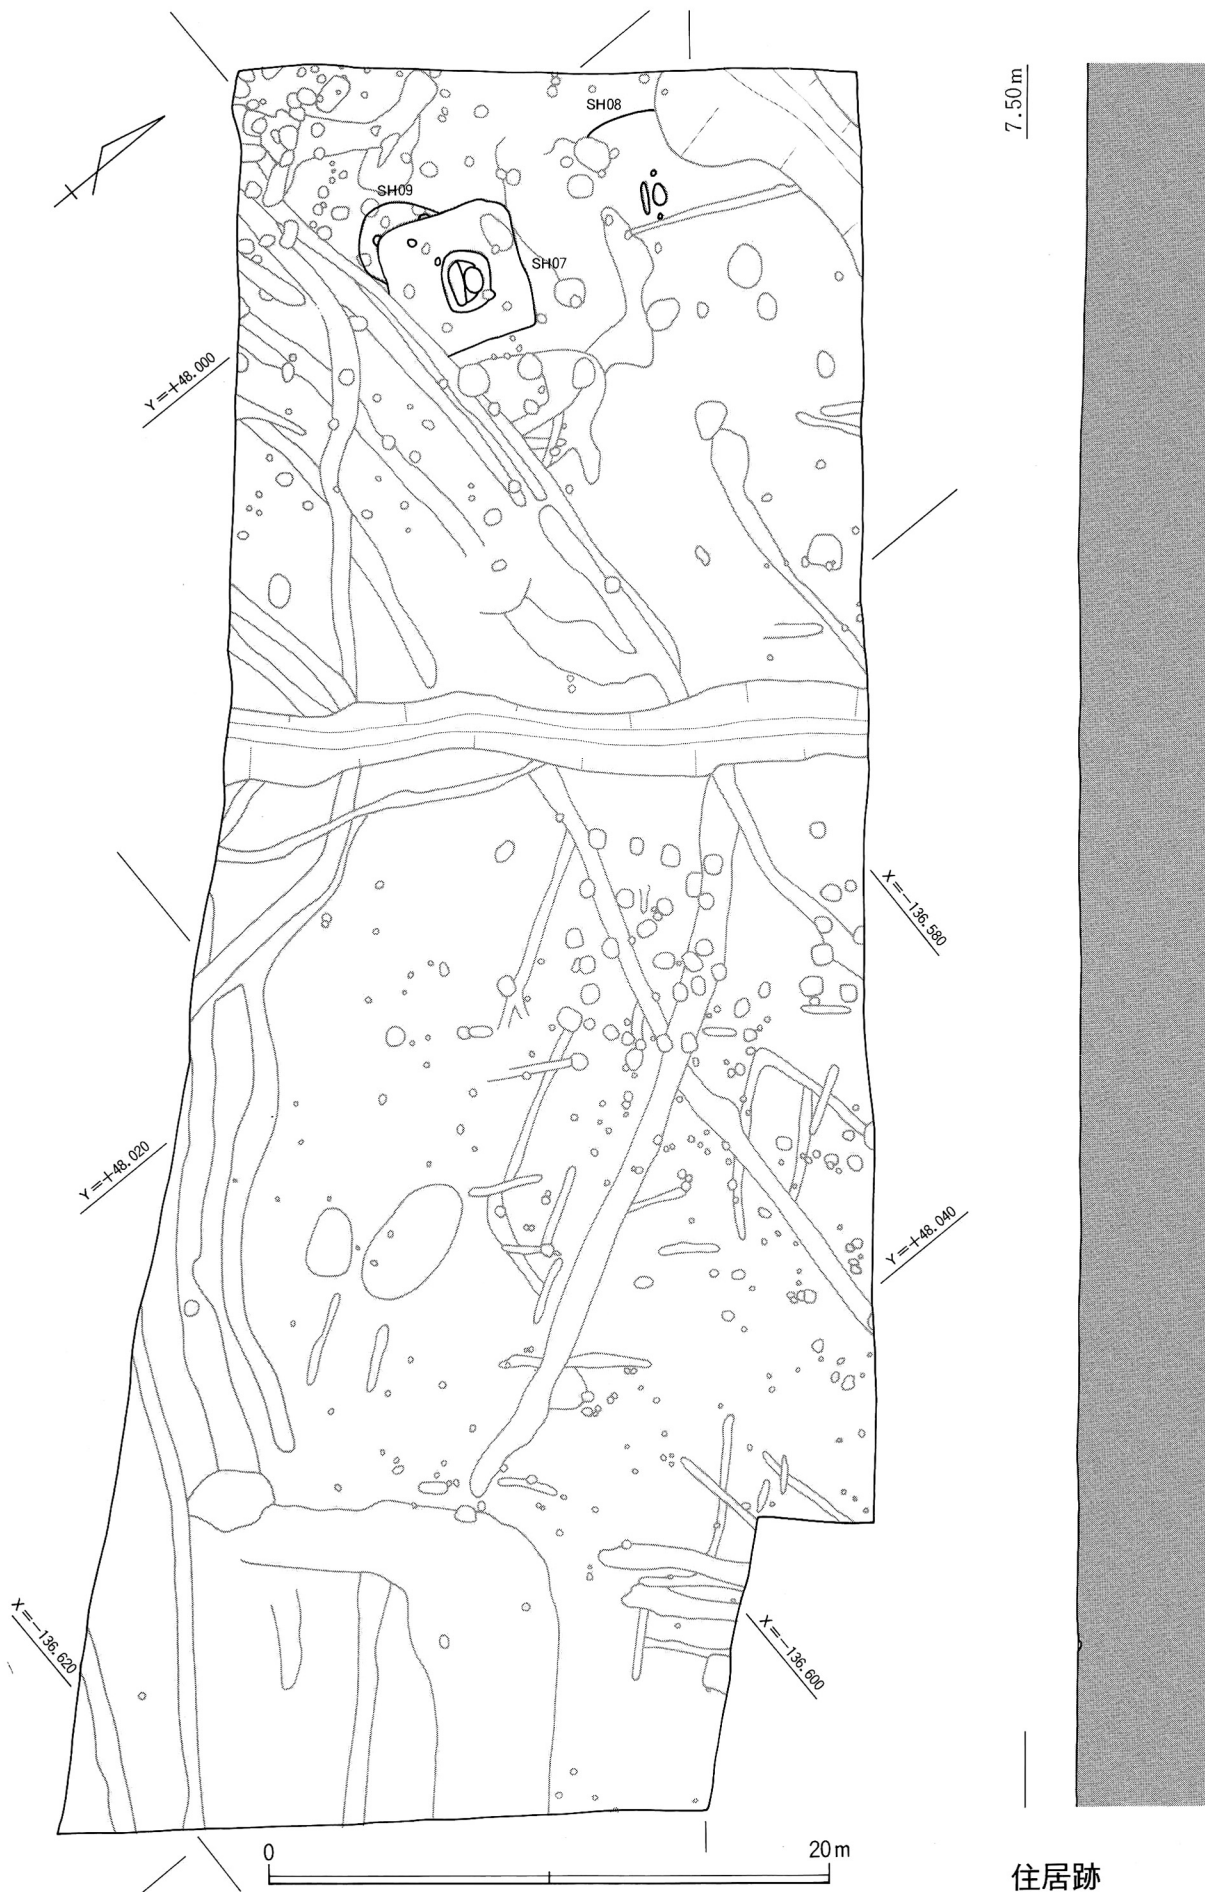 7.50m
SH08
SH09
SH07
Y=+48.000
X=-136.580
Y=+48.020
Y=+48.040
X=-136.620
X=-136.600
0 20m
住居跡